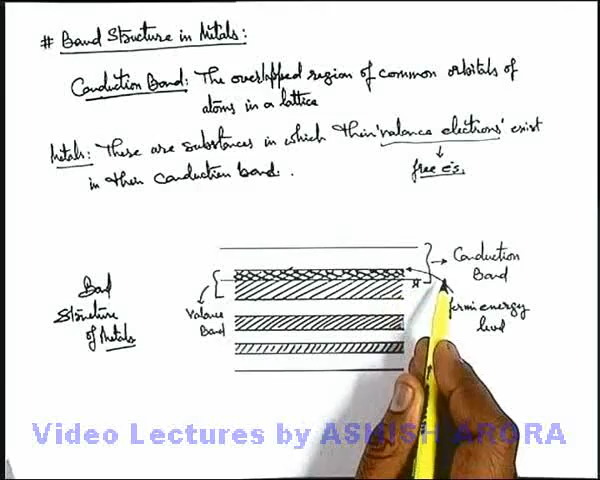 # Band Structure in Metals:
Conduction Band: The overlapped region of common orbitals of
atoms in a lattice
Metals: These are substances in which their 'valance electrons' exist
in their conduction band.
free e⁻s.
Conduction
Band
Band
Structure
of Metals
Valance
Band
fermi energy
level
Video Lectures by ASHISH ARORA